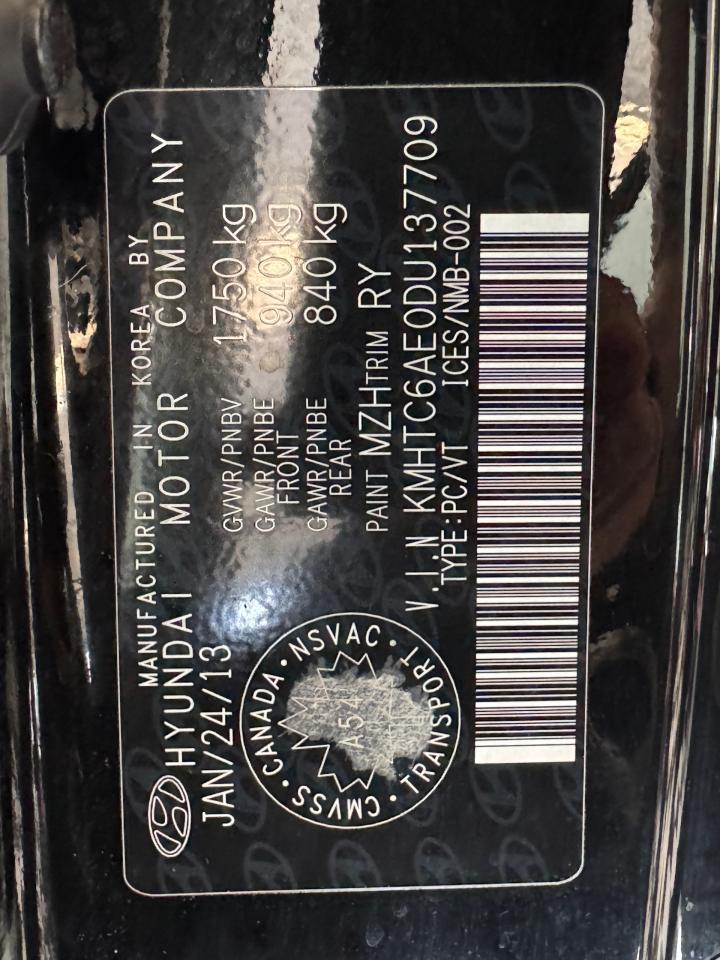 MANUFACTURED IN KOREA BY
HYUNDAI MOTOR COMPANY
JAN/24/13
GVWR/PNBV 1750 kg
GAWR/PNBE 940 kg
FRONT
GAWR/PNBE 840 kg
REAR
PAINT MZH TRIM RY
V.I.N KMHTC6AE0DU137709
TYPE:PC/VT ICES/NMB-002
CMVSS • CANADA • NSVAC • TRANSPORT •